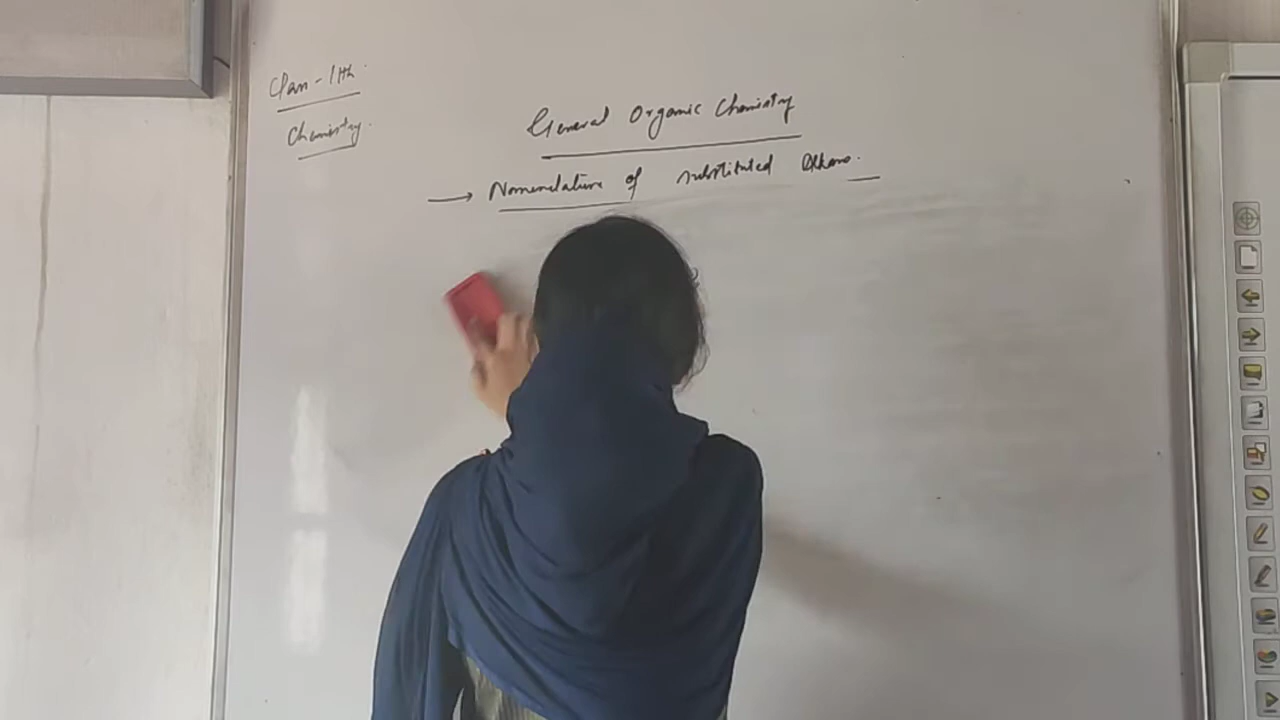 Class - 11th.
Chemistry.
General Organic Chemistry
→ Nomenclature of substituted Alkane.